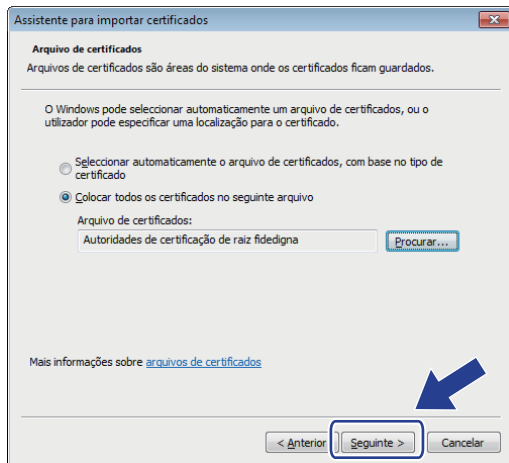 Assistente para importar certificados
Arquivo de certificados
Arquivos de certificados são áreas do sistema onde os certificados ficam guardados.
O Windows pode seleccionar automaticamente um arquivo de certificados, ou o
utilizador pode especificar uma localização para o certificado.
Seleccionar automaticamente o arquivo de certificados, com base no tipo de
certificado
Colocar todos os certificados no seguinte arquivo
Arquivo de certificados:
Autoridades de certificação de raiz fidedigna
Procurar...
Mais informações sobre arquivos de certificados
< Anterior
Seguinte >
Cancelar